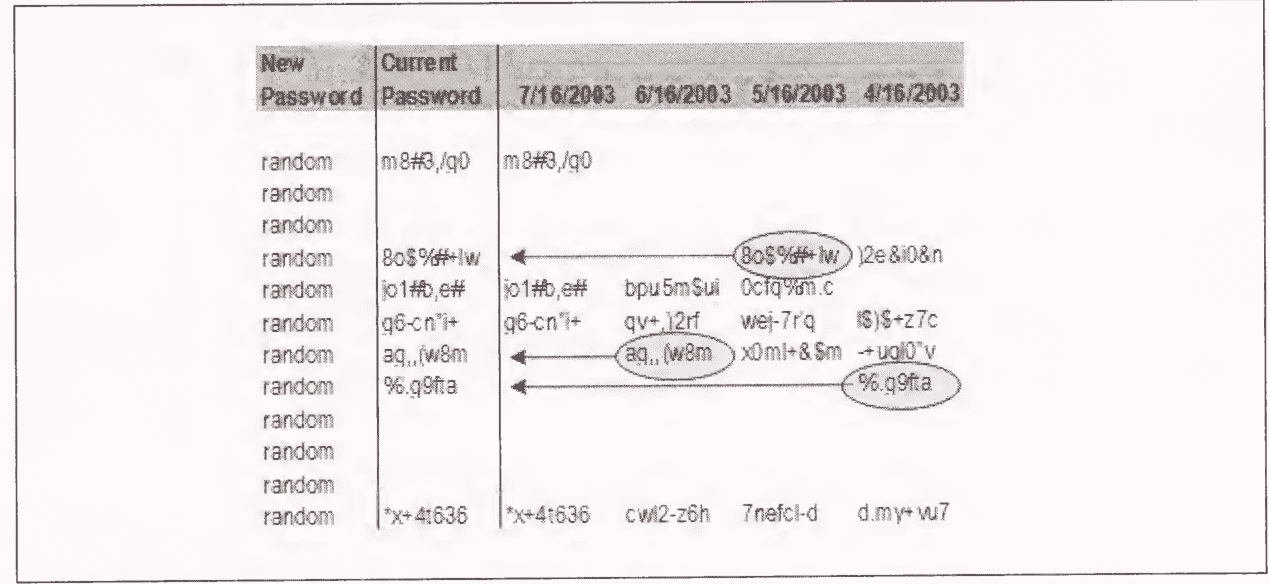 New Current
Password Password 7/16/2003 6/16/2003 5/16/2003 4/16/2003
random m8#3,/q0 m8#3,/q0
random
random
random 8o$%#+lw 8o$%#+lw )2e&i0&n
random jo1#b,e# jo1#b,e# bpu5m$ui 0cfq%m.c
random g6-cn"i+ g6-cn"i+ qv+,)2rf wej-7r'q l$)$+z7c
random aq,,(w8m aq,,(w8m x0ml+&$m -+ugl0"v
random %.g9fta %.g9fta
random
random
random
random *x+4t636 *x+4t636 cwl2-z6h 7nefcl-d d.my+vu7